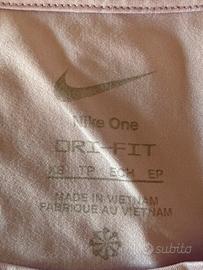 Nike One
DRI-FIT
XS TP ECH EP
MADE IN VIETNAM
FABRIQUE AU VIETNAM
subito